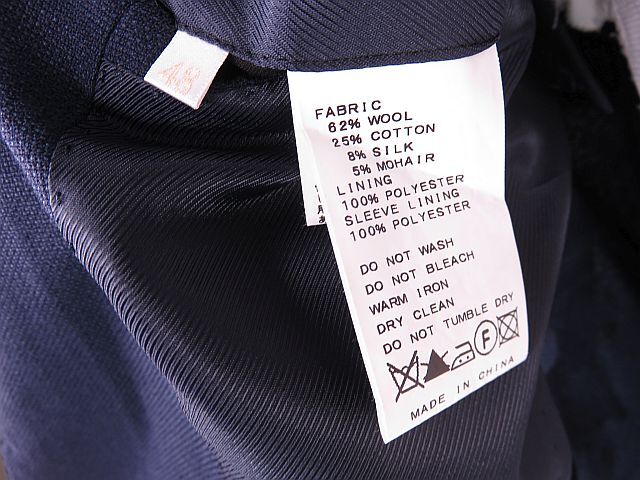 48
FABRIC
62% WOOL
25% COTTON
8% SILK
5% MOHAIR
LINING
100% POLYESTER
SLEEVE LINING
100% POLYESTER
DO NOT WASH
DO NOT BLEACH
WARM IRON
DRY CLEAN
DO NOT TUMBLE DRY
F
MADE IN CHINA